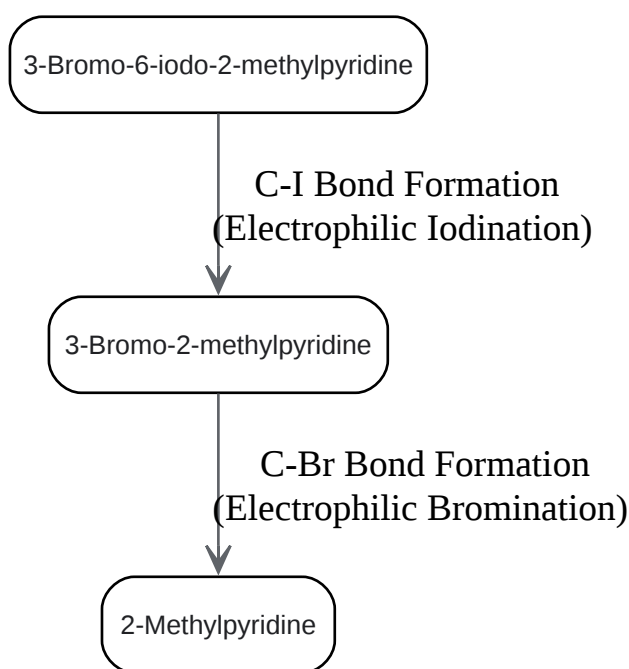 3-Bromo-6-iodo-2-methylpyridine
C-I Bond Formation
(Electrophilic Iodination)
3-Bromo-2-methylpyridine
C-Br Bond Formation
(Electrophilic Bromination)
2-Methylpyridine